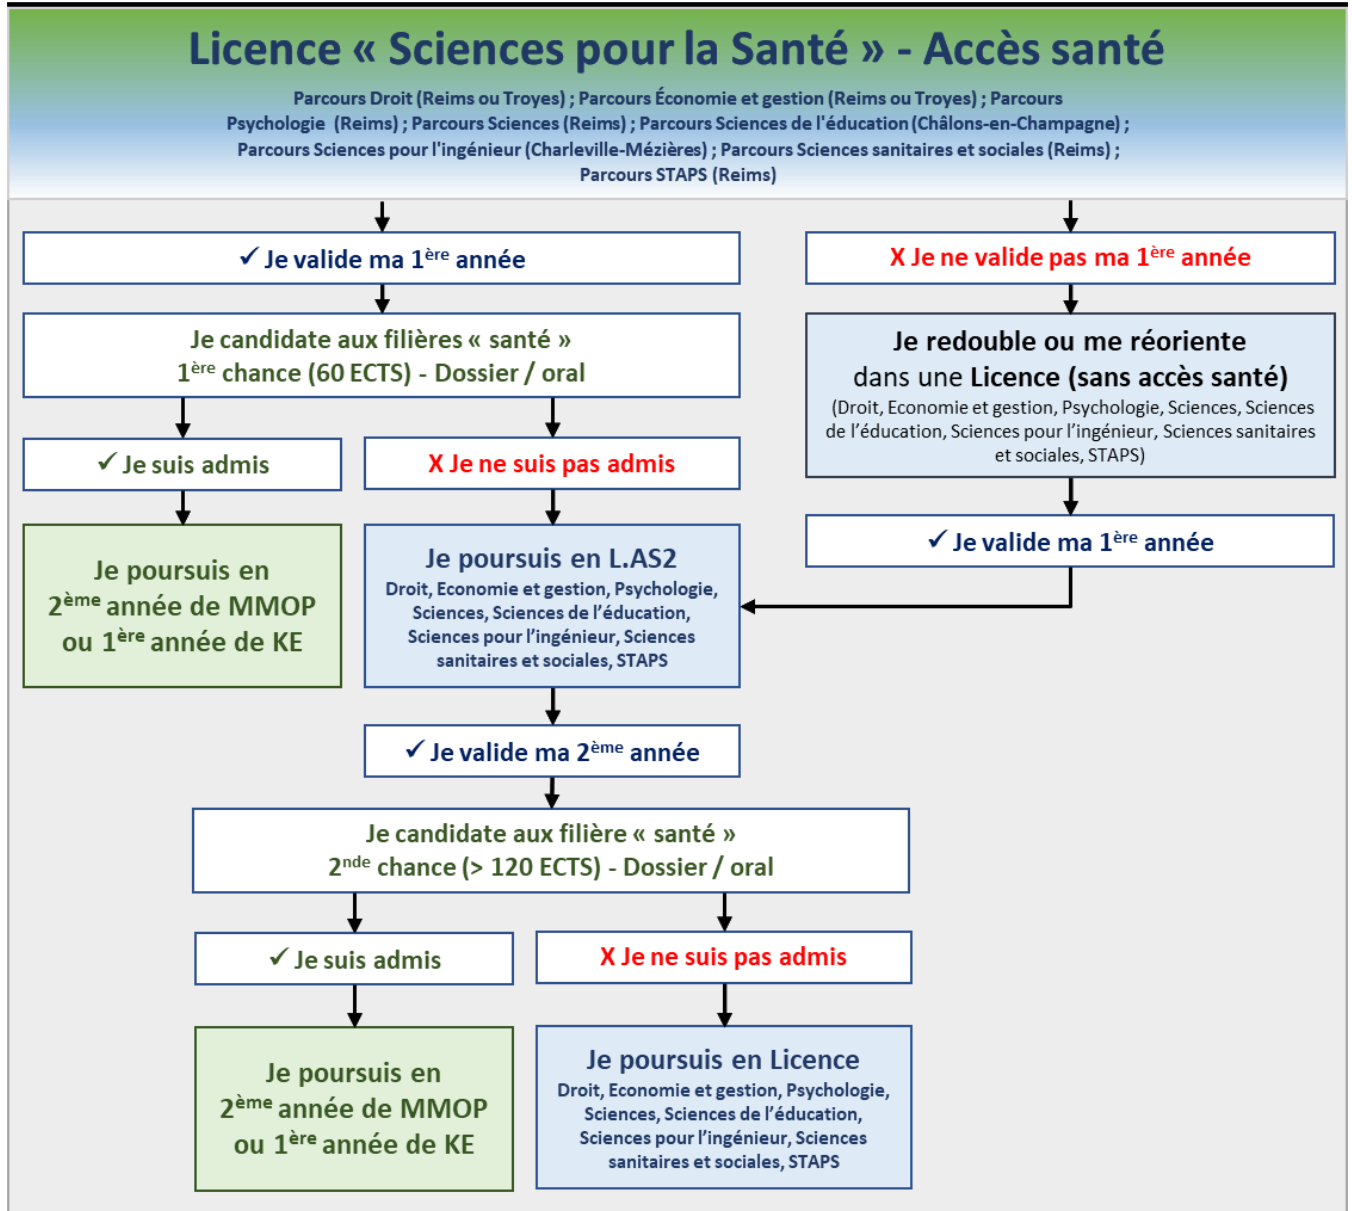 Licence « Sciences pour la Santé » - Accès santé
Parcours Droit (Reims ou Troyes) ; Parcours Économie et gestion (Reims ou Troyes) ; Parcours
Psychologie (Reims) ; Parcours Sciences (Reims) ; Parcours Sciences de l'éducation (Châlons-en-Champagne) ;
Parcours Sciences pour l'ingénieur (Charleville-Mézières) ; Parcours Sciences sanitaires et sociales (Reims) ;
Parcours STAPS (Reims)
✓ Je valide ma 1ère année
X Je ne valide pas ma 1ère année
Je candidate aux filières « santé »
1ère chance (60 ECTS) - Dossier / oral
Je redouble ou me réoriente
dans une Licence (sans accès santé)
(Droit, Economie et gestion, Psychologie, Sciences, Sciences
de l’éducation, Sciences pour l’ingénieur, Sciences sanitaires
et sociales, STAPS)
✓ Je suis admis
X Je ne suis pas admis
✓ Je valide ma 1ère année
Je poursuis en
2ème année de MMOP
ou 1ère année de KE
Je poursuis en L.AS2
Droit, Economie et gestion, Psychologie,
Sciences, Sciences de l’éducation,
Sciences pour l’ingénieur, Sciences
sanitaires et sociales, STAPS
✓ Je valide ma 2ème année
Je candidate aux filière « santé »
2nde chance (> 120 ECTS) - Dossier / oral
✓ Je suis admis
X Je ne suis pas admis
Je poursuis en
2ème année de MMOP
ou 1ère année de KE
Je poursuis en Licence
Droit, Economie et gestion, Psychologie,
Sciences, Sciences de l’éducation,
Sciences pour l’ingénieur, Sciences
sanitaires et sociales, STAPS